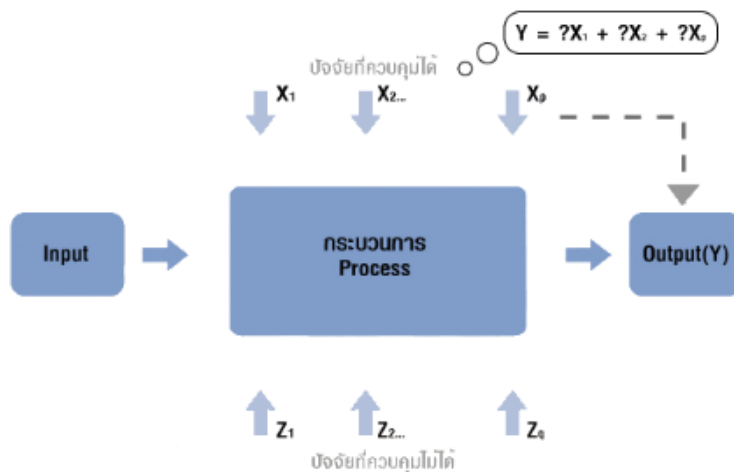 Y = ?X₁ + ?X₂ + ?Xₚ
ปัจจัยที่ควบคุมได้
X₁ X₂... Xₚ
Input
กระบวนการ
Process
Output(Y)
Z₁ Z₂... Z_q
ปัจจัยที่ควบคุมไม่ได้